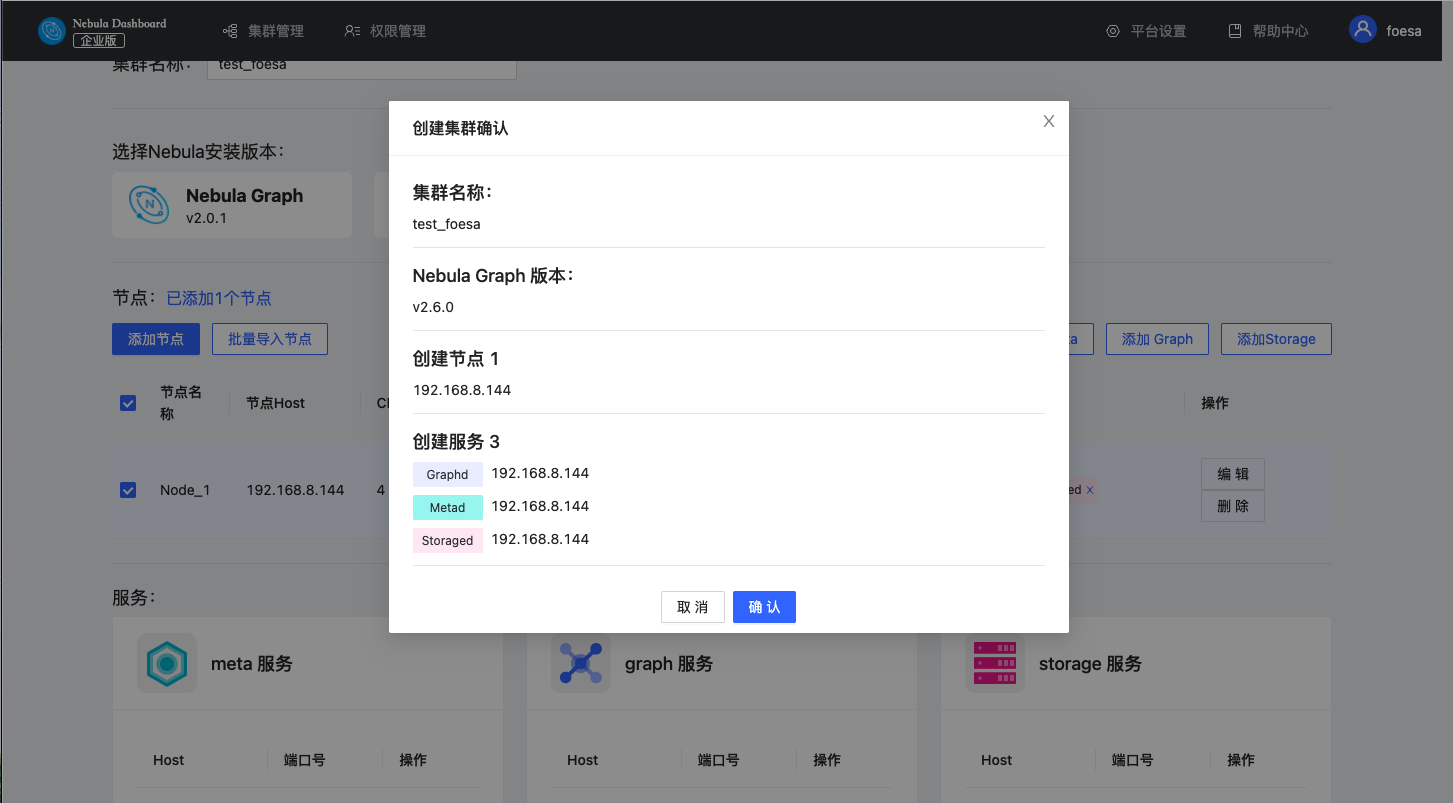 Nebula Dashboard
企业版
集群管理
权限管理
平台设置
帮助中心
foesa
集群名称：
test_foesa
选择Nebula安装版本：
Nebula Graph
v2.0.1
节点：已添加1个节点
添加节点
批量导入节点
添加 Graph
添加Storage
节点名
称
节点Host
操作
Node_1
192.168.8.144
4
ed ×
编 辑
删 除
创建集群确认
X
集群名称：
test_foesa
Nebula Graph 版本：
v2.6.0
创建节点 1
192.168.8.144
创建服务 3
Graphd 192.168.8.144
Metad 192.168.8.144
Storaged 192.168.8.144
取 消
确 认
服务：
meta 服务
graph 服务
storage 服务
Host 端口号 操作
Host 端口号 操作
Host 端口号 操作